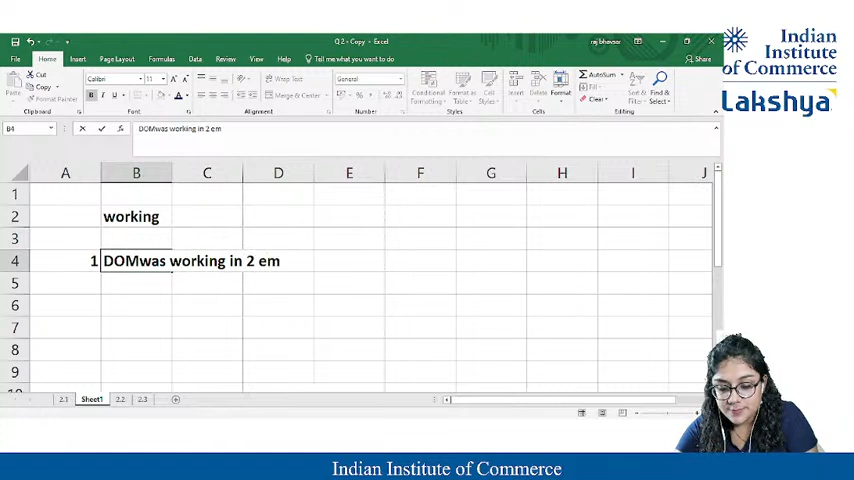 Q 2 - Copy - Excel
raj bhavsar
File Home Insert Page Layout Formulas Data Review View Help Tell me what you want to do
Share
Paste
Cut
Copy
Format Painter
Clipboard
Calibri 11
B I U
Font
Wrap Text
Merge & Center
Alignment
General
Number
Conditional Formatting
Format as Table
Cell Styles
Styles
Insert
Delete
Format
Cells
AutoSum
Fill
Clear
Sort & Filter
Find & Select
Editing
B4
DOMwas working in 2 em
A B C D E F G H I J
1
2 working
3
4 1 DOMwas working in 2 em
5
6
7
8
9
10
2.1 Sheet1 2.2 2.3
Indian
Institute
of Commerce
Lakshya
Indian Institute of Commerce